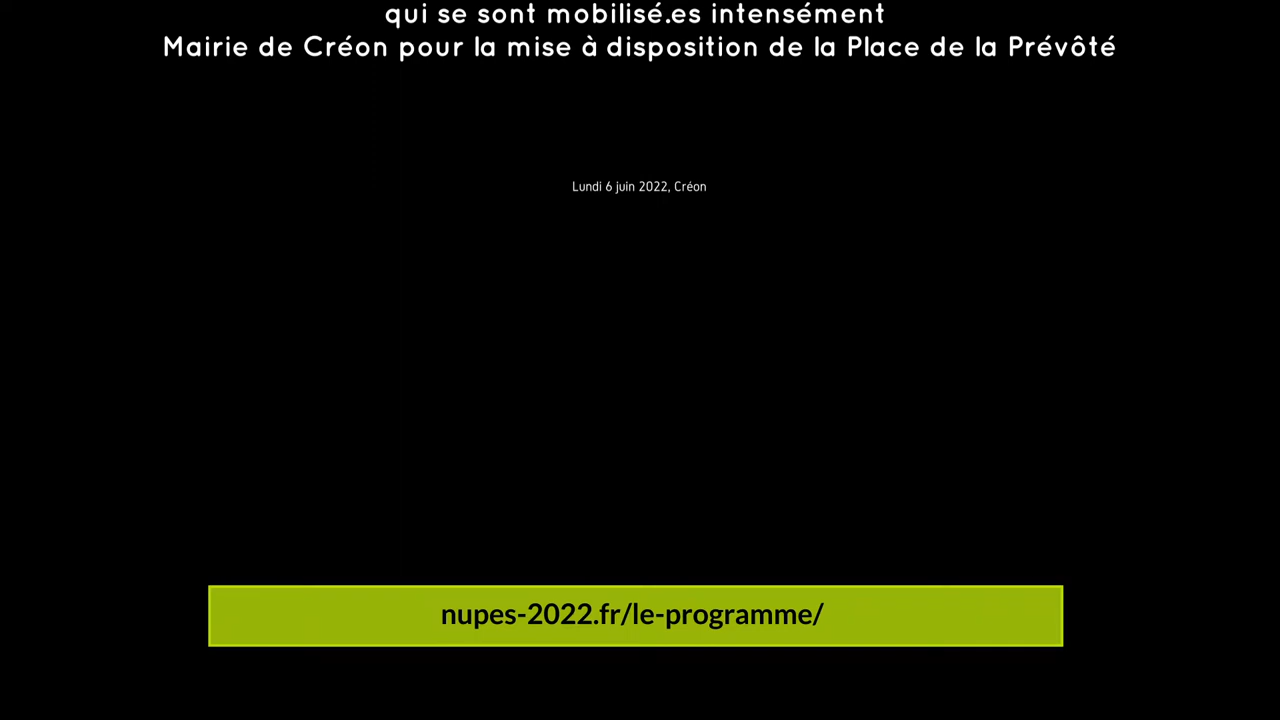 qui se sont mobilisé.es intensément
Mairie de Créon pour la mise à disposition de la Place de la Prévôté
Lundi 6 juin 2022, Créon
nupes-2022.fr/le-programme/